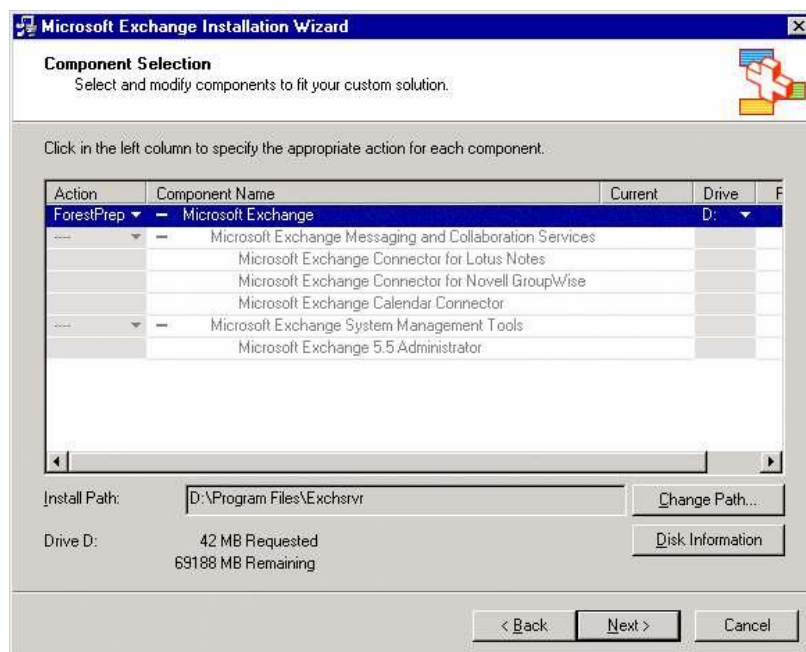 Microsoft Exchange Installation Wizard
Component Selection
Select and modify components to fit your custom solution.
Click in the left column to specify the appropriate action for each component.
Action Component Name Current Drive F
ForestPrep Microsoft Exchange D:
---- Microsoft Exchange Messaging and Collaboration Services
Microsoft Exchange Connector for Lotus Notes
Microsoft Exchange Connector for Novell GroupWise
Microsoft Exchange Calendar Connector
---- Microsoft Exchange System Management Tools
Microsoft Exchange 5.5 Administrator
Install Path: D:\Program Files\Exchsrvr Change Path...
Drive D: 42 MB Requested Disk Information
69188 MB Remaining
< Back Next > Cancel